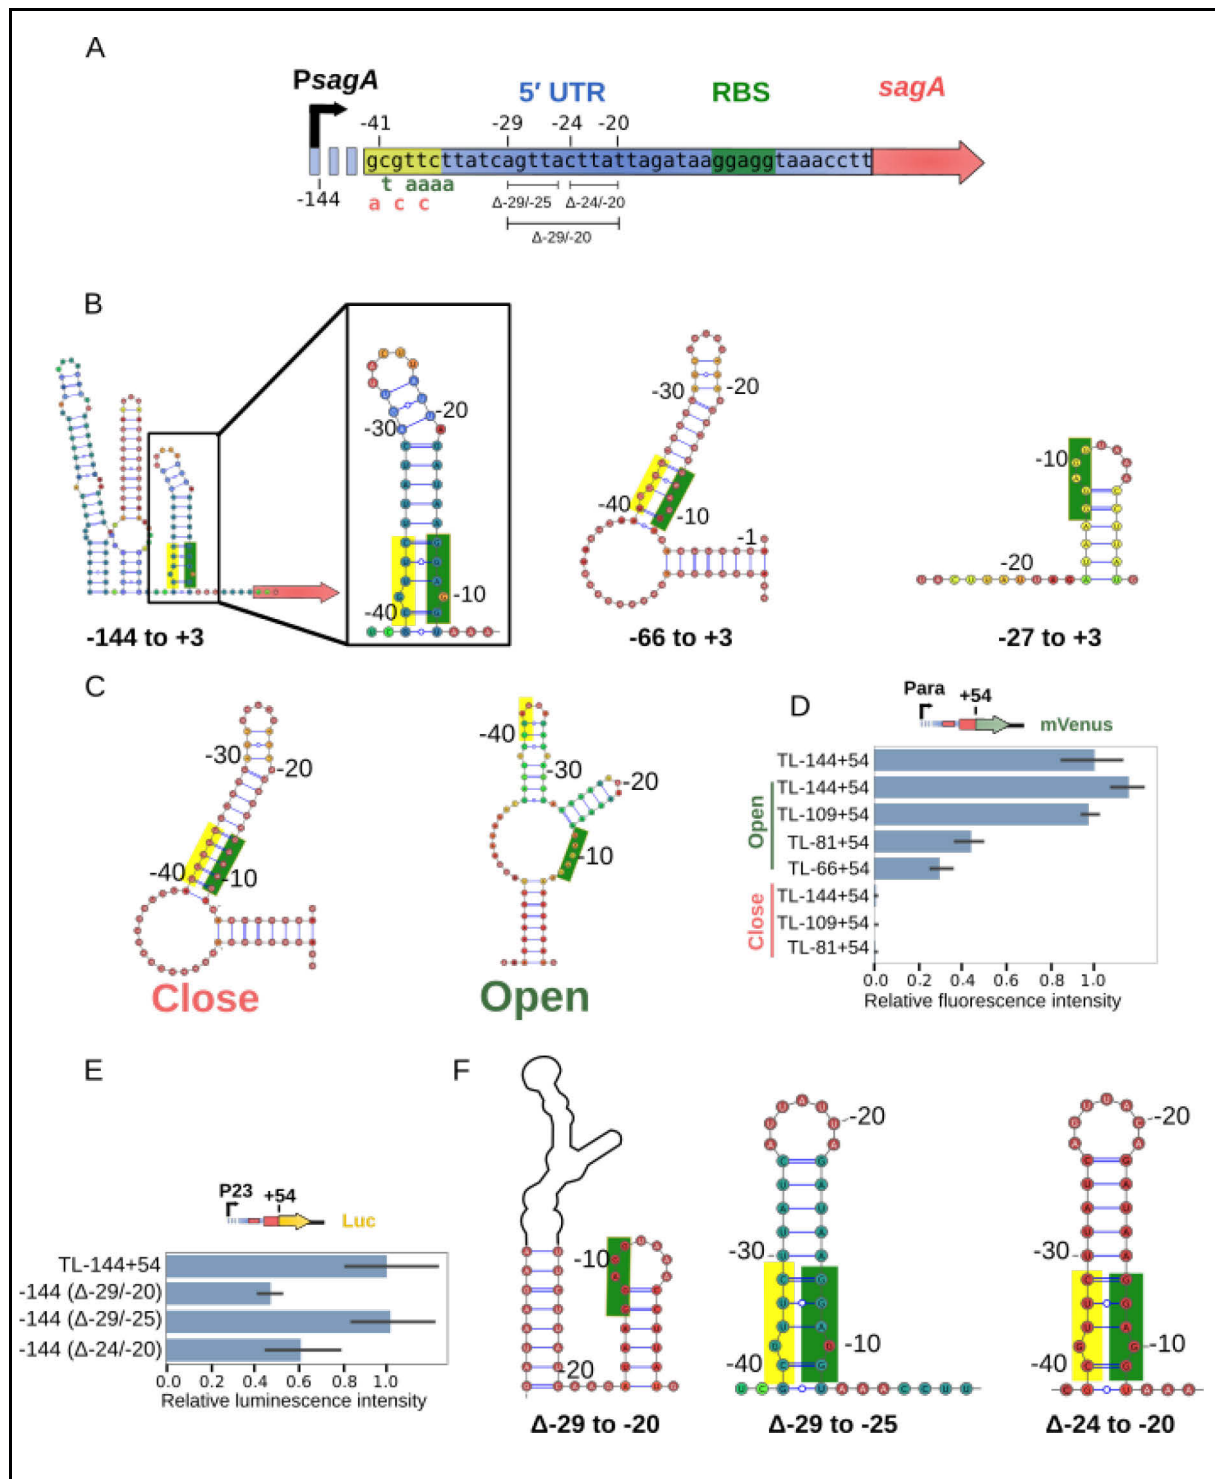 A
PsagA
5′ UTR
RBS
sagA
-41
-29
-24
-20
gcgttcttatcagttacttattagataaggaggtaaacctt
t aaaa
a c c
-144
Δ-29/-25
Δ-24/-20
Δ-29/-20
B
-30
-20
-40
-10
-144 to +3
-30
-20
-40
-10
-1
-66 to +3
-10
-20
-27 to +3
C
-30
-20
-40
-10
Close
-40
-30
-20
-10
Open
D
Para
+54
mVenus
Open
Close
TL-144+54
TL-144+54
TL-109+54
TL-81+54
TL-66+54
TL-144+54
TL-109+54
TL-81+54
0.0 0.2 0.4 0.6 0.8 1.0
Relative fluorescence intensity
E
P23
+54
Luc
TL-144+54
-144 (Δ-29/-20)
-144 (Δ-29/-25)
-144 (Δ-24/-20)
0.0 0.2 0.4 0.6 0.8 1.0
Relative luminescence intensity
F
-10
-20
Δ-29 to -20
-20
-30
-10
-40
Δ-29 to -25
-20
-30
-10
-40
Δ-24 to -20